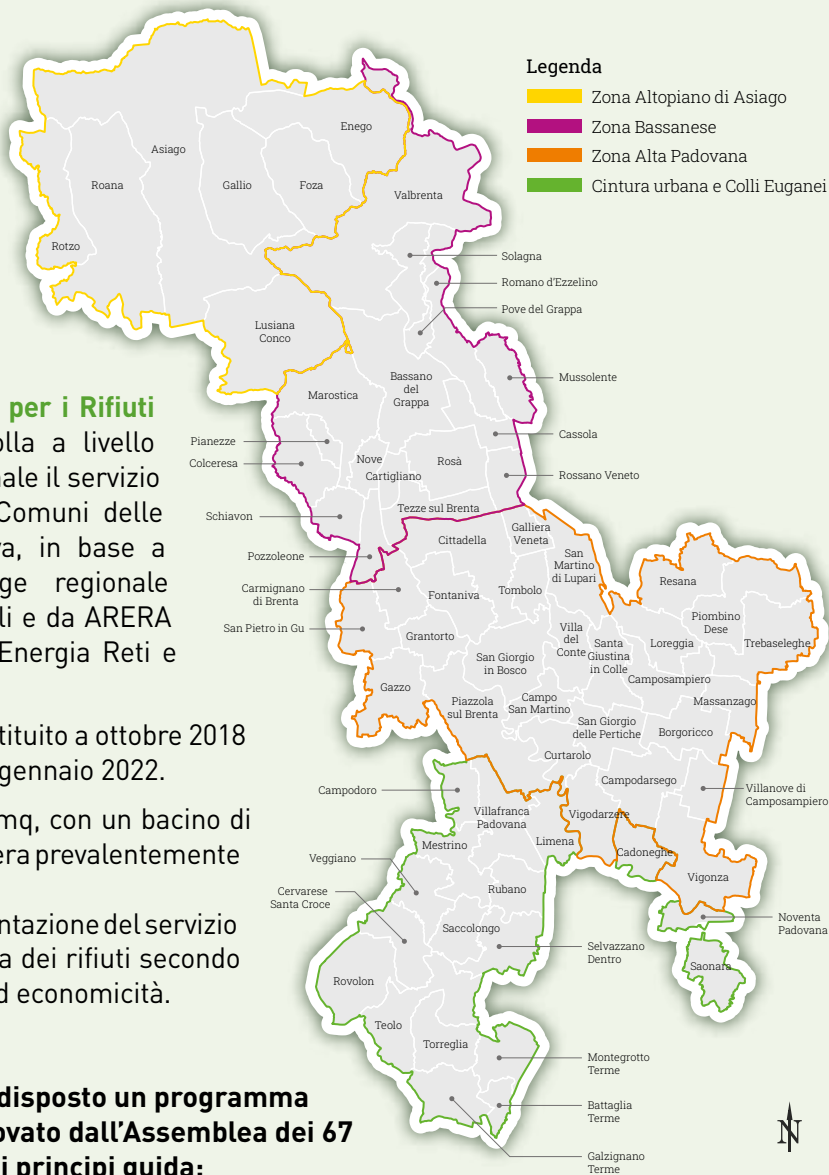 Legenda
Zona Altopiano di Asiago
Zona Bassanese
Zona Alta Padovana
Cintura urbana e Colli Euganei
Enego
Asiago
Roana
Gallio
Foza
Valbrenta
Rotzo
Solagna
Romano d'Ezzelino
Pove del Grappa
Lusiana
Conco
Mussolente
Bassano
del
Grappa
Marostica
Cassola
Pianezze
Colceresa
Nove
Rosà
Cartigliano
Rossano Veneto
Schiavon
Tezze sul Brenta
Pozzoleone
Cittadella
Galliera
Veneta
San
Martino
di Lupari
Carmignano
di Brenta
Fontaniva
Tombolo
Resana
San Pietro in Gu
Grantorto
Villa
del
Conte
Santa
Giustina
in Colle
Loreggia
Piombino
Dese
Trebaseleghe
San Giorgio
in Bosco
Camposampiero
Gazzo
Piazzola
sul Brenta
Campo
San Martino
Massanzago
San Giorgio
delle Pertiche
Borgoricco
Curtarolo
Campodarsego
Villanove di
Camposampiero
Campodoro
Villafranca
Padovana
Vigodarzere
Mestrino
Limena
Cadoneghe
Veggiano
Vigonza
Cervarese
Santa Croce
Rubano
Noventa
Padovana
Saccolongo
Selvazzano
Dentro
Saonara
Rovolon
Teolo
Torreglia
Montegrotto
Terme
Battaglia
Terme
Galzignano
Terme
N
per i Rifiuti
olla a livello
nale il servizio
Comuni delle
va, in base a
ge regionale
li e da ARERA
Energia Reti e
tituito a ottobre 2018
gennaio 2022.
mq, con un bacino di
era prevalentemente
ntazione del servizio
a dei rifiuti secondo
d economicità.
disposto un programma
ovato dall'Assemblea dei 67
i principi guida: